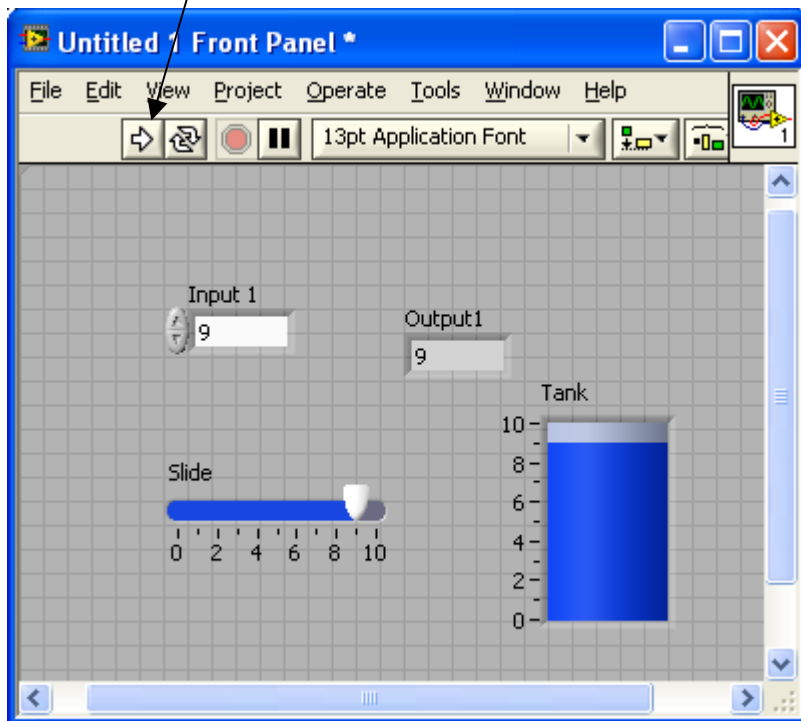 Untitled 1 Front Panel *
File Edit View Project Operate Tools Window Help
13pt Application Font
1
Input 1
9
Output1
9
Tank
10
8
6
4
2
0
Slide
0 2 4 6 8 10